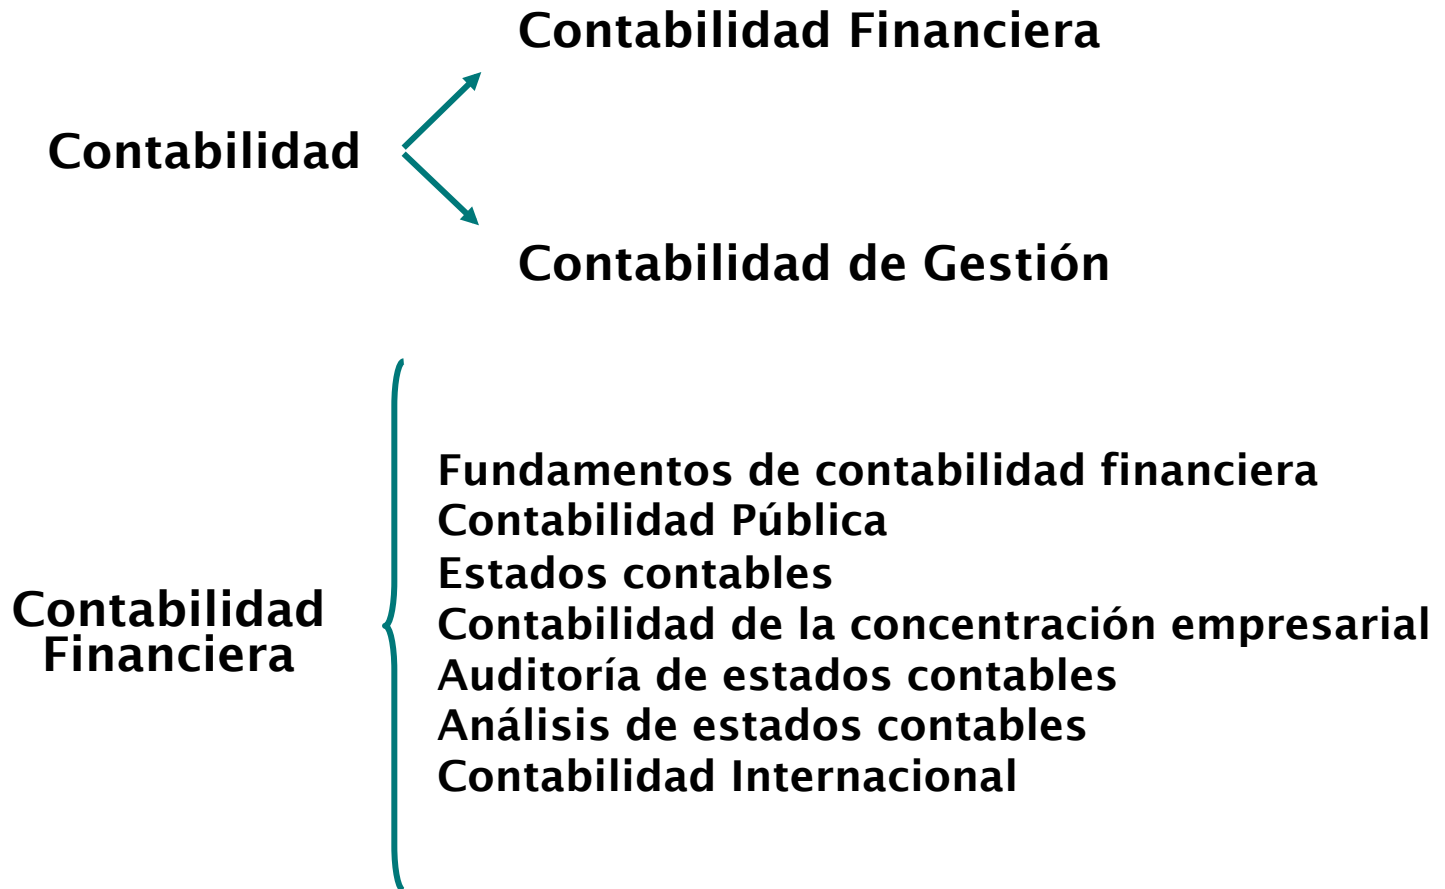 Contabilidad Financiera
Contabilidad
Contabilidad de Gestión
Contabilidad
Financiera
Fundamentos de contabilidad financiera
Contabilidad Pública
Estados contables
Contabilidad de la concentración empresarial
Auditoría de estados contables
Análisis de estados contables
Contabilidad Internacional